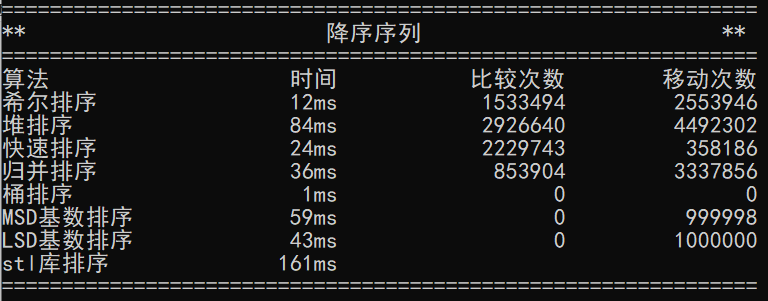 ================================================================
** 降序序列 **
================================================================
算法 时间 比较次数 移动次数
希尔排序 12ms 1533494 2553946
堆排序 84ms 2926640 4492302
快速排序 24ms 2229743 358186
归并排序 36ms 853904 3337856
桶排序 1ms 0 0
MSD基数排序 59ms 0 999998
LSD基数排序 43ms 0 1000000
stl库排序 161ms
================================================================